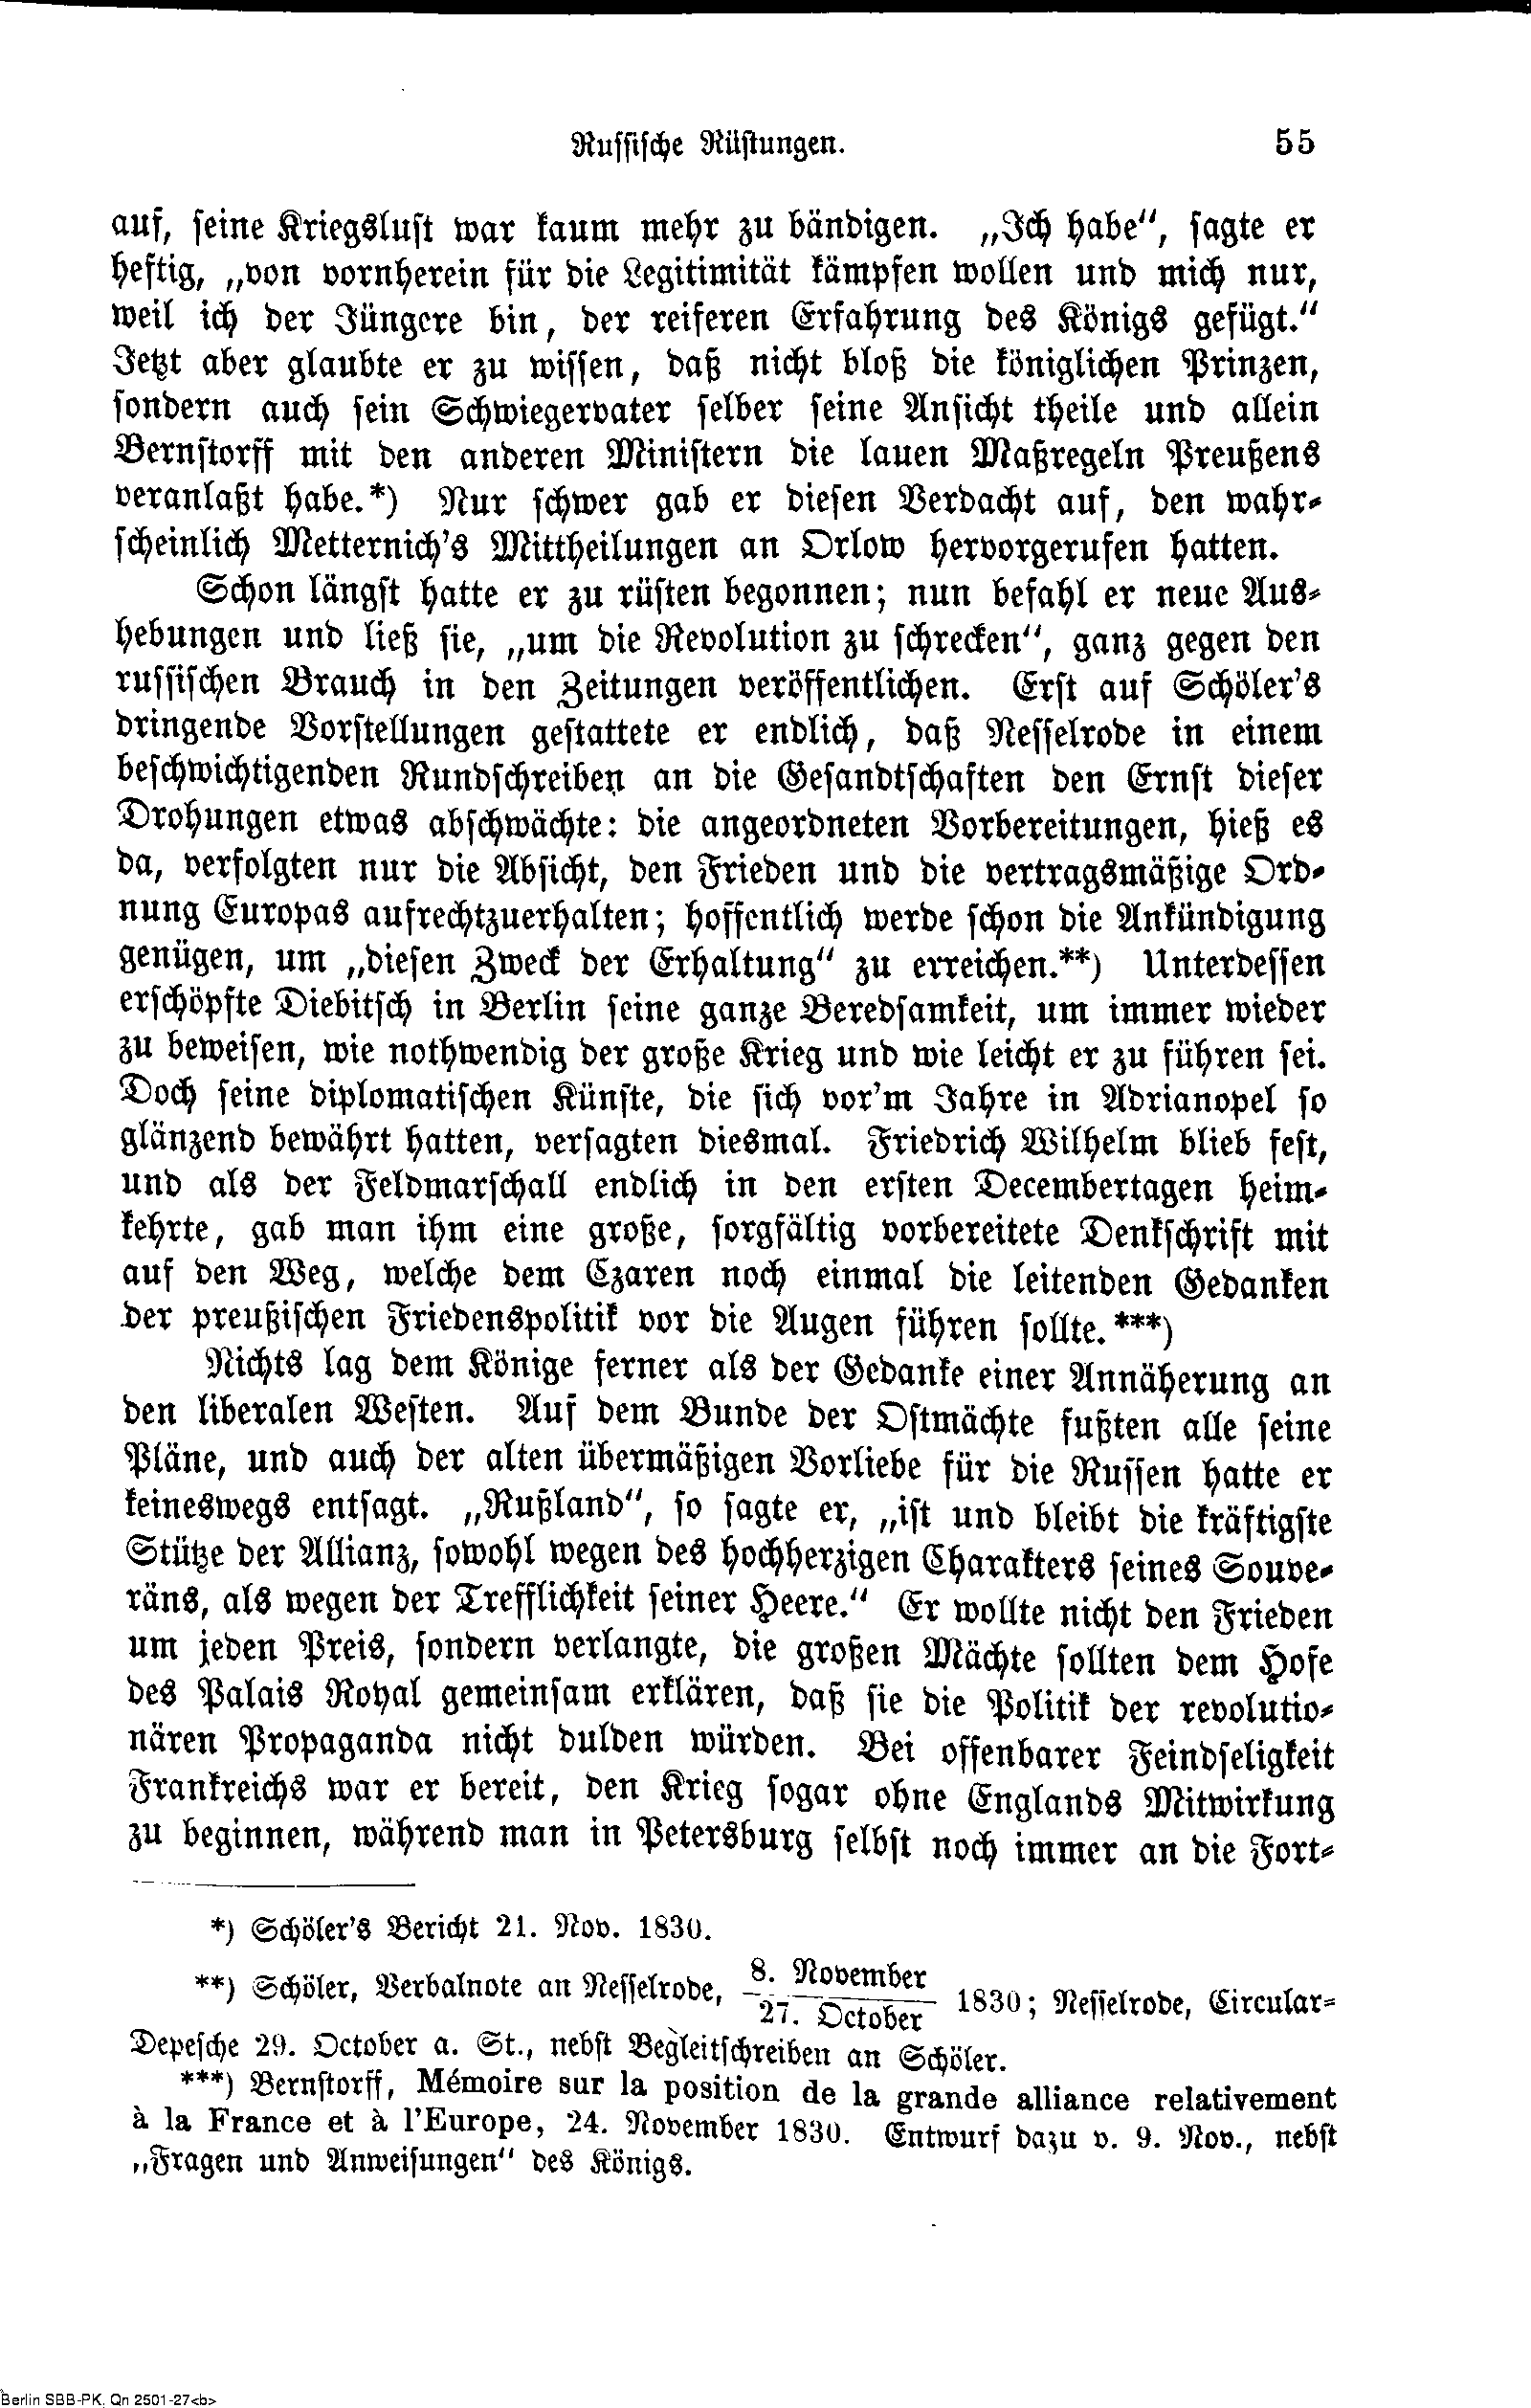 Russische Rüstungen. 55
auf, seine Kriegslust war kaum mehr zu bändigen. „Ich habe“, sagte er
heftig, „von vornherein für die Legitimität kämpfen wollen und mich nur,
weil ich der Jüngere bin, der reiferen Erfahrung des Königs gefügt.“
Jetzt aber glaubte er zu wissen, daß nicht bloß die königlichen Prinzen,
sondern auch sein Schwiegervater selber seine Ansicht theile und allein
Bernstorff mit den anderen Ministern die lauen Maßregeln Preußens
veranlaßt habe.*) Nur schwer gab er diesen Verdacht auf, den wahr-
scheinlich Metternich's Mittheilungen an Orlow hervorgerufen hatten.
Schon längst hatte er zu rüsten begonnen; nun befahl er neue Aus-
hebungen und ließ sie, „um die Revolution zu schrecken“, ganz gegen den
russischen Brauch in den Zeitungen veröffentlichen. Erst auf Schöler's
dringende Vorstellungen gestattete er endlich, daß Nesselrode in einem
beschwichtigenden Rundschreiben an die Gesandtschaften den Ernst dieser
Drohungen etwas abschwächte: die angeordneten Vorbereitungen, hieß es
da, verfolgten nur die Absicht, den Frieden und die vertragsmäßige Ord-
nung Europas aufrechtzuerhalten; hoffentlich werde schon die Ankündigung
genügen, um „diesen Zweck der Erhaltung“ zu erreichen.**) Unterdessen
erschöpfte Diebitsch in Berlin seine ganze Beredsamkeit, um immer wieder
zu beweisen, wie nothwendig der große Krieg und wie leicht er zu führen sei.
Doch seine diplomatischen Künste, die sich vor'm Jahre in Adrianopel so
glänzend bewährt hatten, versagten diesmal. Friedrich Wilhelm blieb fest,
und als der Feldmarschall endlich in den ersten Decembertagen heim-
kehrte, gab man ihm eine große, sorgfältig vorbereitete Denkschrift mit
auf den Weg, welche dem Czaren noch einmal die leitenden Gedanken
der preußischen Friedenspolitik vor die Augen führen sollte.***)
Nichts lag dem Könige ferner als der Gedanke einer Annäherung an
den liberalen Westen. Auf dem Bunde der Ostmächte fußten alle seine
Pläne, und auch der alten übermäßigen Vorliebe für die Russen hatte er
keineswegs entsagt. „Rußland“, so sagte er, „ist und bleibt die kräftigste
Stütze der Allianz, sowohl wegen des hochherzigen Charakters seines Souve-
räns, als wegen der Trefflichkeit seiner Heere.“ Er wollte nicht den Frieden
um jeden Preis, sondern verlangte, die großen Mächte sollten dem Hofe
des Palais Royal gemeinsam erklären, daß sie die Politik der revolutio-
nären Propaganda nicht dulden würden. Bei offenbarer Feindseligkeit
Frankreichs war er bereit, den Krieg sogar ohne Englands Mitwirkung
zu beginnen, während man in Petersburg selbst noch immer an die Fort-
*) Schöler's Bericht 21. Nov. 1830.
**) Schöler, Verbalnote an Nesselrode, 8. November
27. October 1830; Nesselrode, Circular-
Depesche 29. October a. St., nebst Begleitschreiben an Schöler.
***) Bernstorff, Mémoire sur la position de la grande alliance relativement
à la France et à l'Europe, 24. November 1830. Entwurf dazu v. 9. Nov., nebst
„Fragen und Anweisungen“ des Königs.
Berlin SBB-PK, Qn 2501-27<b>